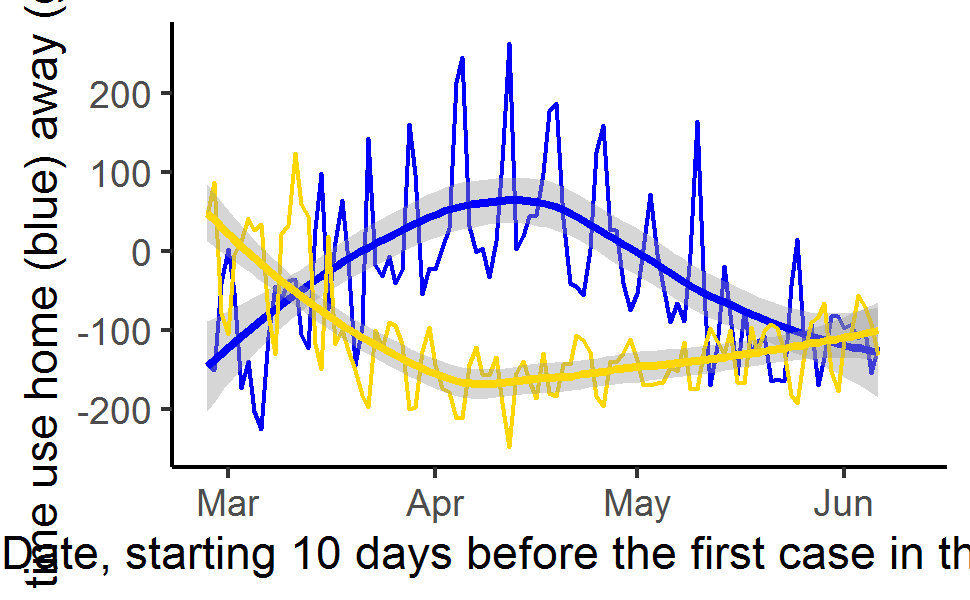 time use home (blue) away (
200
100
0
-100
-200
Mar Apr May Jun
Date, starting 10 days before the first case in th